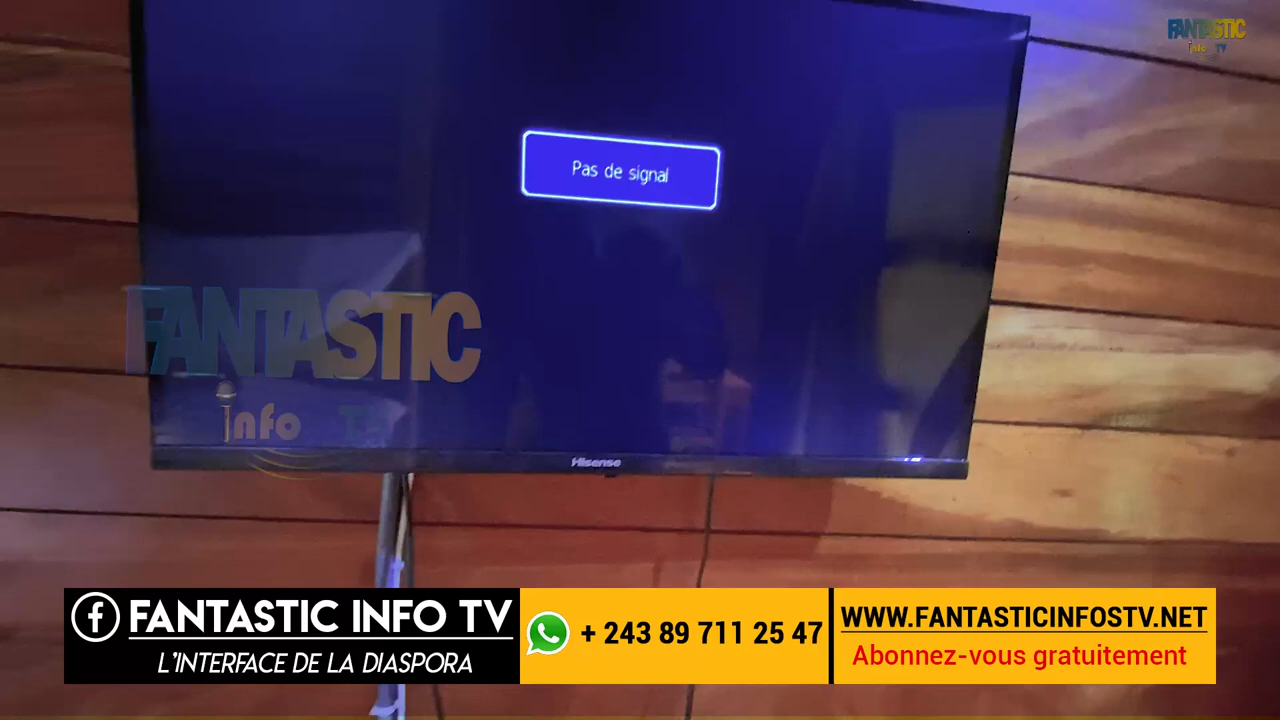 FANTASTIC
Info TV
Pas de signal
FANTASTIC
Info TV
Hisense
FANTASTIC INFO TV
L'INTERFACE DE LA DIASPORA
+ 243 89 711 25 47
WWW.FANTASTICINFOSTV.NET
Abonnez-vous gratuitement